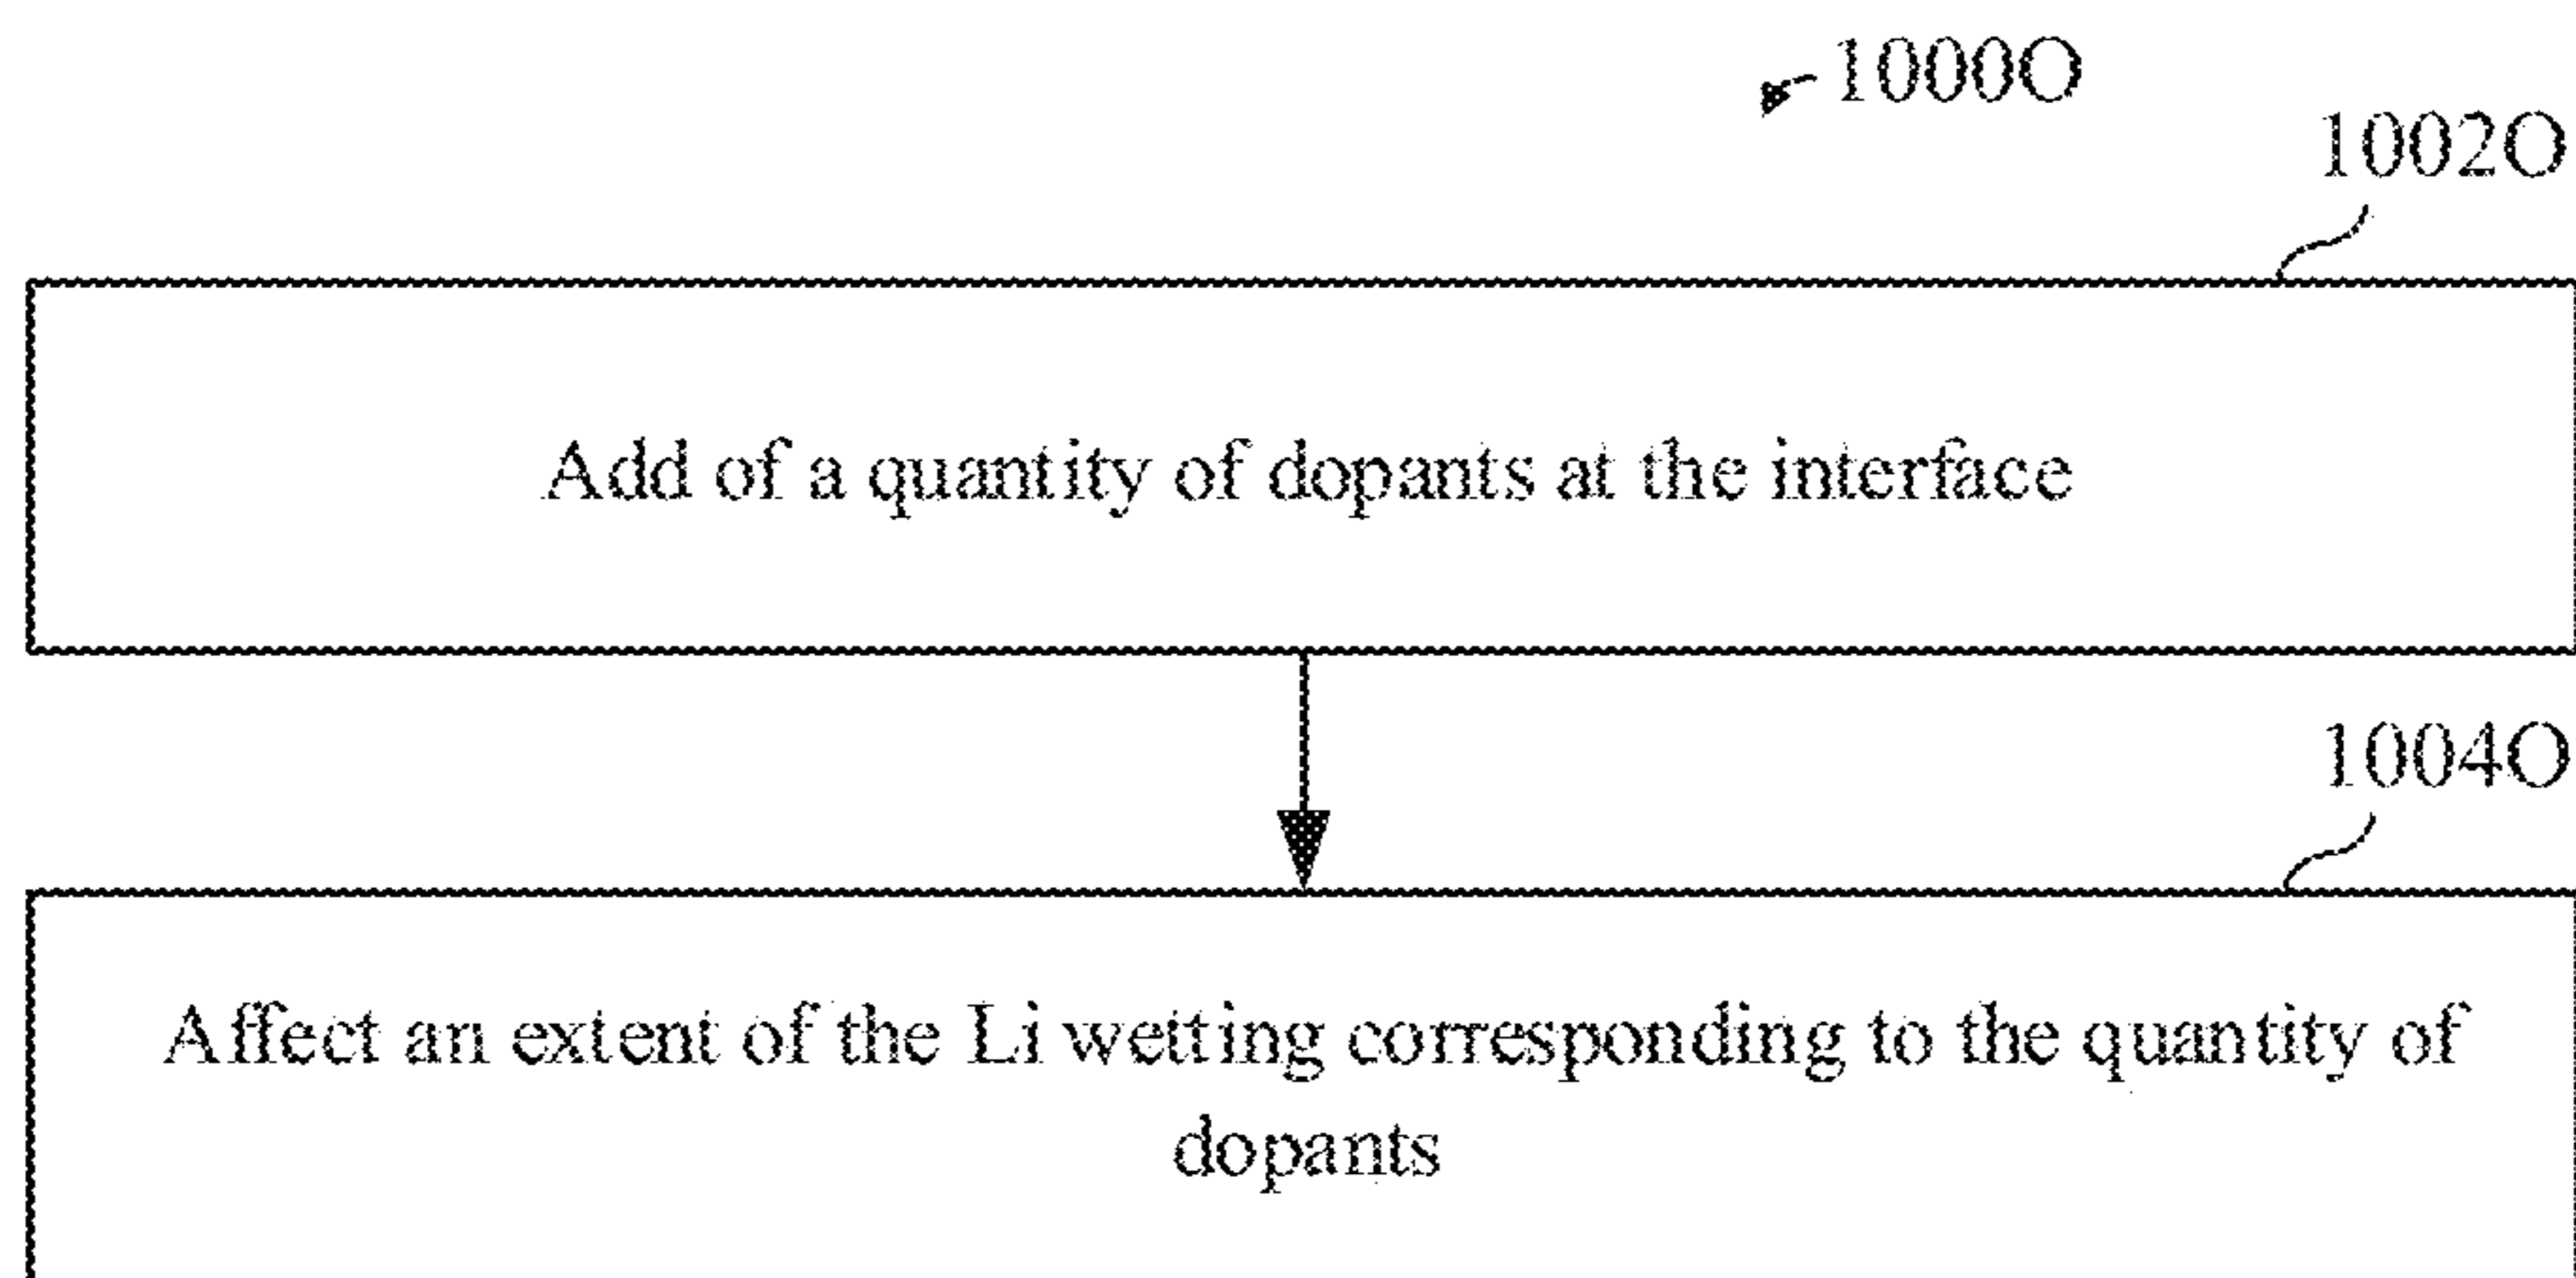 1000O
1002O
Add of a quantity of dopants at the interface
1004O
Affect an extent of the Li wetting corresponding to the quantity of
dopants